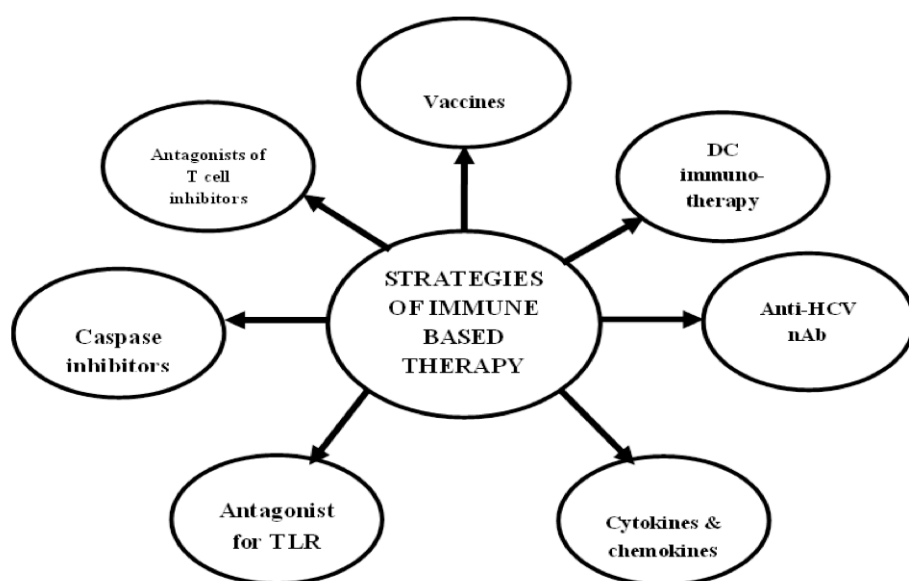 Vaccines
Antagonists of
T cell
inhibitors
DC
immuno-
therapy
STRATEGIES
OF IMMUNE
BASED
THERAPY
Caspase
inhibitors
Anti-HCV
nAb
Antagonist
for TLR
Cytokines &
chemokines